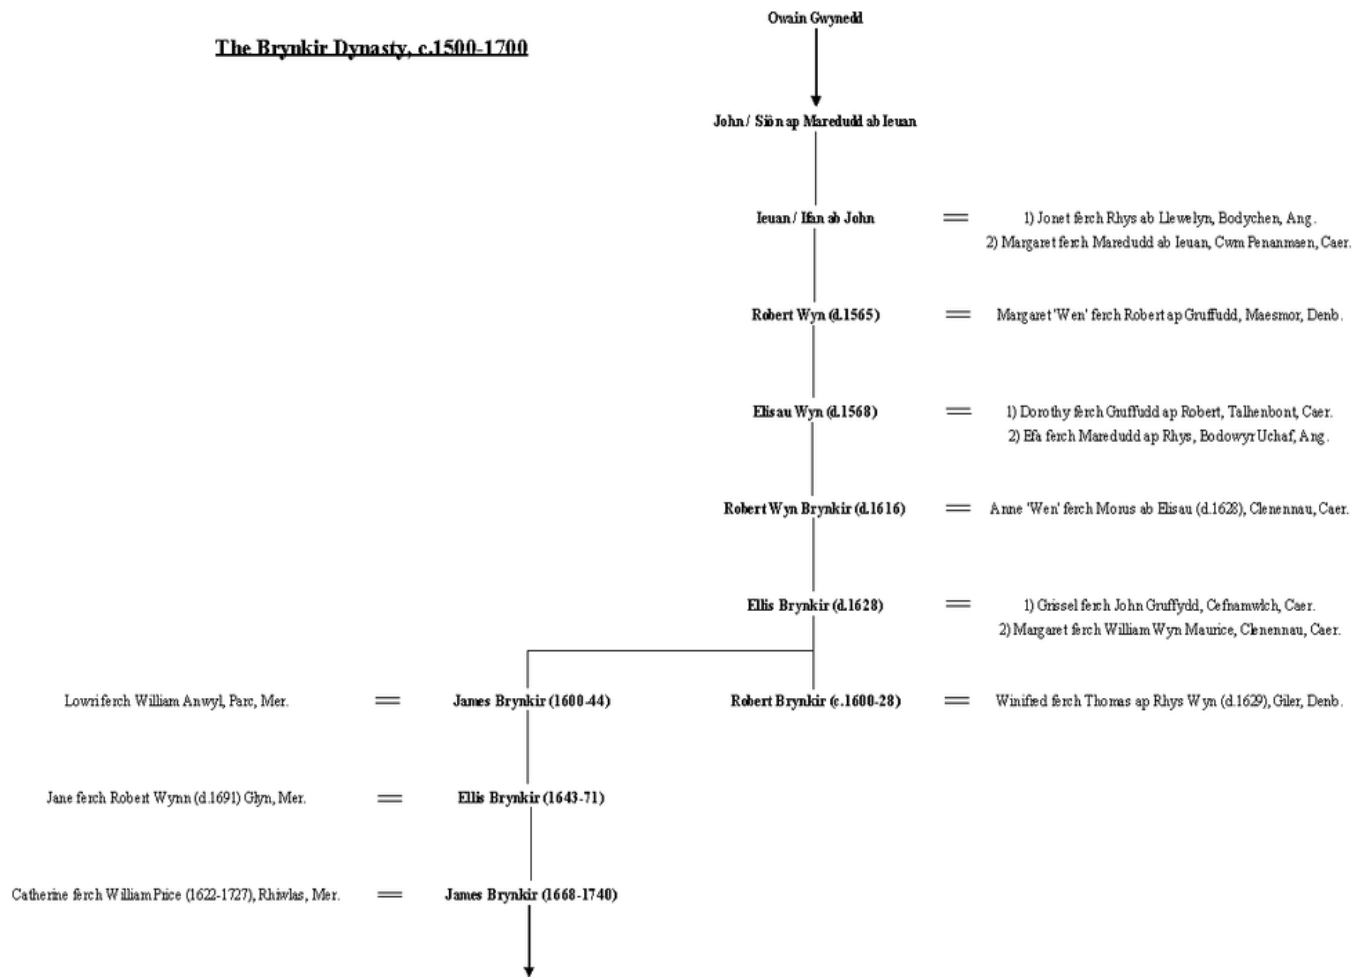 Owain Gwynedd
The Brynkir Dynasty, c.1500-1700
John / Siôn ap Maredudd ab Ieuan
Ieuan / Ifan ab John = 1) Jonet ferch Rhys ab Llewelyn, Bodychen, Ang.
2) Margaret ferch Maredudd ab Ieuan, Cwm Penanmaen, Caer.
Robert Wyn (d.1565) = Margaret 'Wen' ferch Robert ap Gruffudd, Maesmor, Denb.
Elisau Wyn (d.1568) = 1) Dorothy ferch Gruffudd ap Robert, Talhenbont, Caer.
2) Efa ferch Maredudd ap Rhys, Bodowyr Uchaf, Ang.
Robert Wyn Brynkir (d.1616) = Anne 'Wen' ferch Morus ab Elisau (d.1628), Clenennau, Caer.
Ellis Brynkir (d.1628) = 1) Grissel ferch John Gruffydd, Cefnamwlch, Caer.
2) Margaret ferch William Wyn Maurice, Clenennau, Caer.
Lowri ferch William Anwyl, Parc, Mer. = James Brynkir (1600-44) Robert Brynkir (c.1600-28) = Winifred ferch Thomas ap Rhys Wyn (d.1629), Giler, Denb.
Jane ferch Robert Wynn (d.1691) Glyn, Mer. = Ellis Brynkir (1643-71)
Catherine ferch William Price (1622-1727), Rhiwlas, Mer. = James Brynkir (1668-1740)